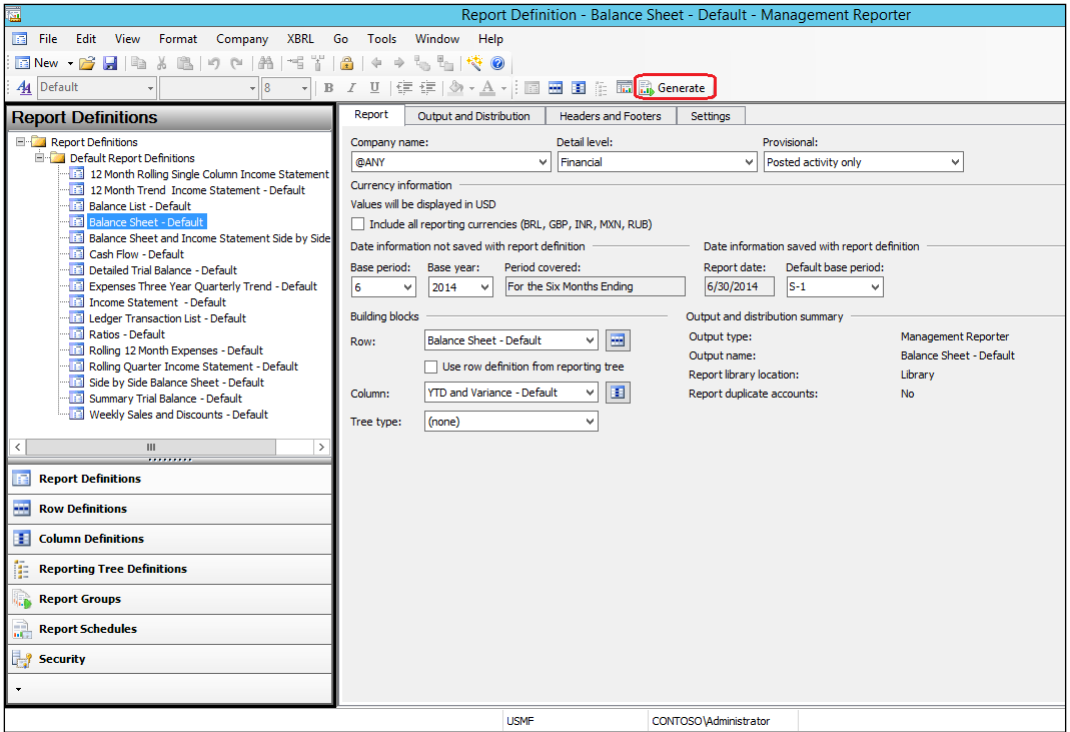 Report Definition - Balance Sheet - Default - Management Reporter
File Edit View Format Company XBRL Go Tools Window Help
New
Default 8 B I U A Generate
Report Definitions
Report Definitions
Default Report Definitions
12 Month Rolling Single Column Income Statement
12 Month Trend Income Statement - Default
Balance List - Default
Balance Sheet - Default
Balance Sheet and Income Statement Side by Side
Cash Flow - Default
Detailed Trial Balance - Default
Expenses Three Year Quarterly Trend - Default
Income Statement - Default
Ledger Transaction List - Default
Ratios - Default
Rolling 12 Month Expenses - Default
Rolling Quarter Income Statement - Default
Side by Side Balance Sheet - Default
Summary Trial Balance - Default
Weekly Sales and Discounts - Default
Report Definitions
Row Definitions
Column Definitions
Reporting Tree Definitions
Report Groups
Report Schedules
Security
Report Output and Distribution Headers and Footers Settings
Company name: Detail level: Provisional:
@ANY Financial Posted activity only
Currency information
Values will be displayed in USD
Include all reporting currencies (BRL, GBP, INR, MXN, RUB)
Date information not saved with report definition Date information saved with report definition
Base period: Base year: Period covered: Report date: Default base period:
6 2014 For the Six Months Ending 6/30/2014 S-1
Building blocks Output and distribution summary
Row: Balance Sheet - Default
Use row definition from reporting tree
Column: YTD and Variance - Default
Tree type: (none)
Output type: Management Reporter
Output name: Balance Sheet - Default
Report library location: Library
Report duplicate accounts: No
USMF CONTOSO\Administrator